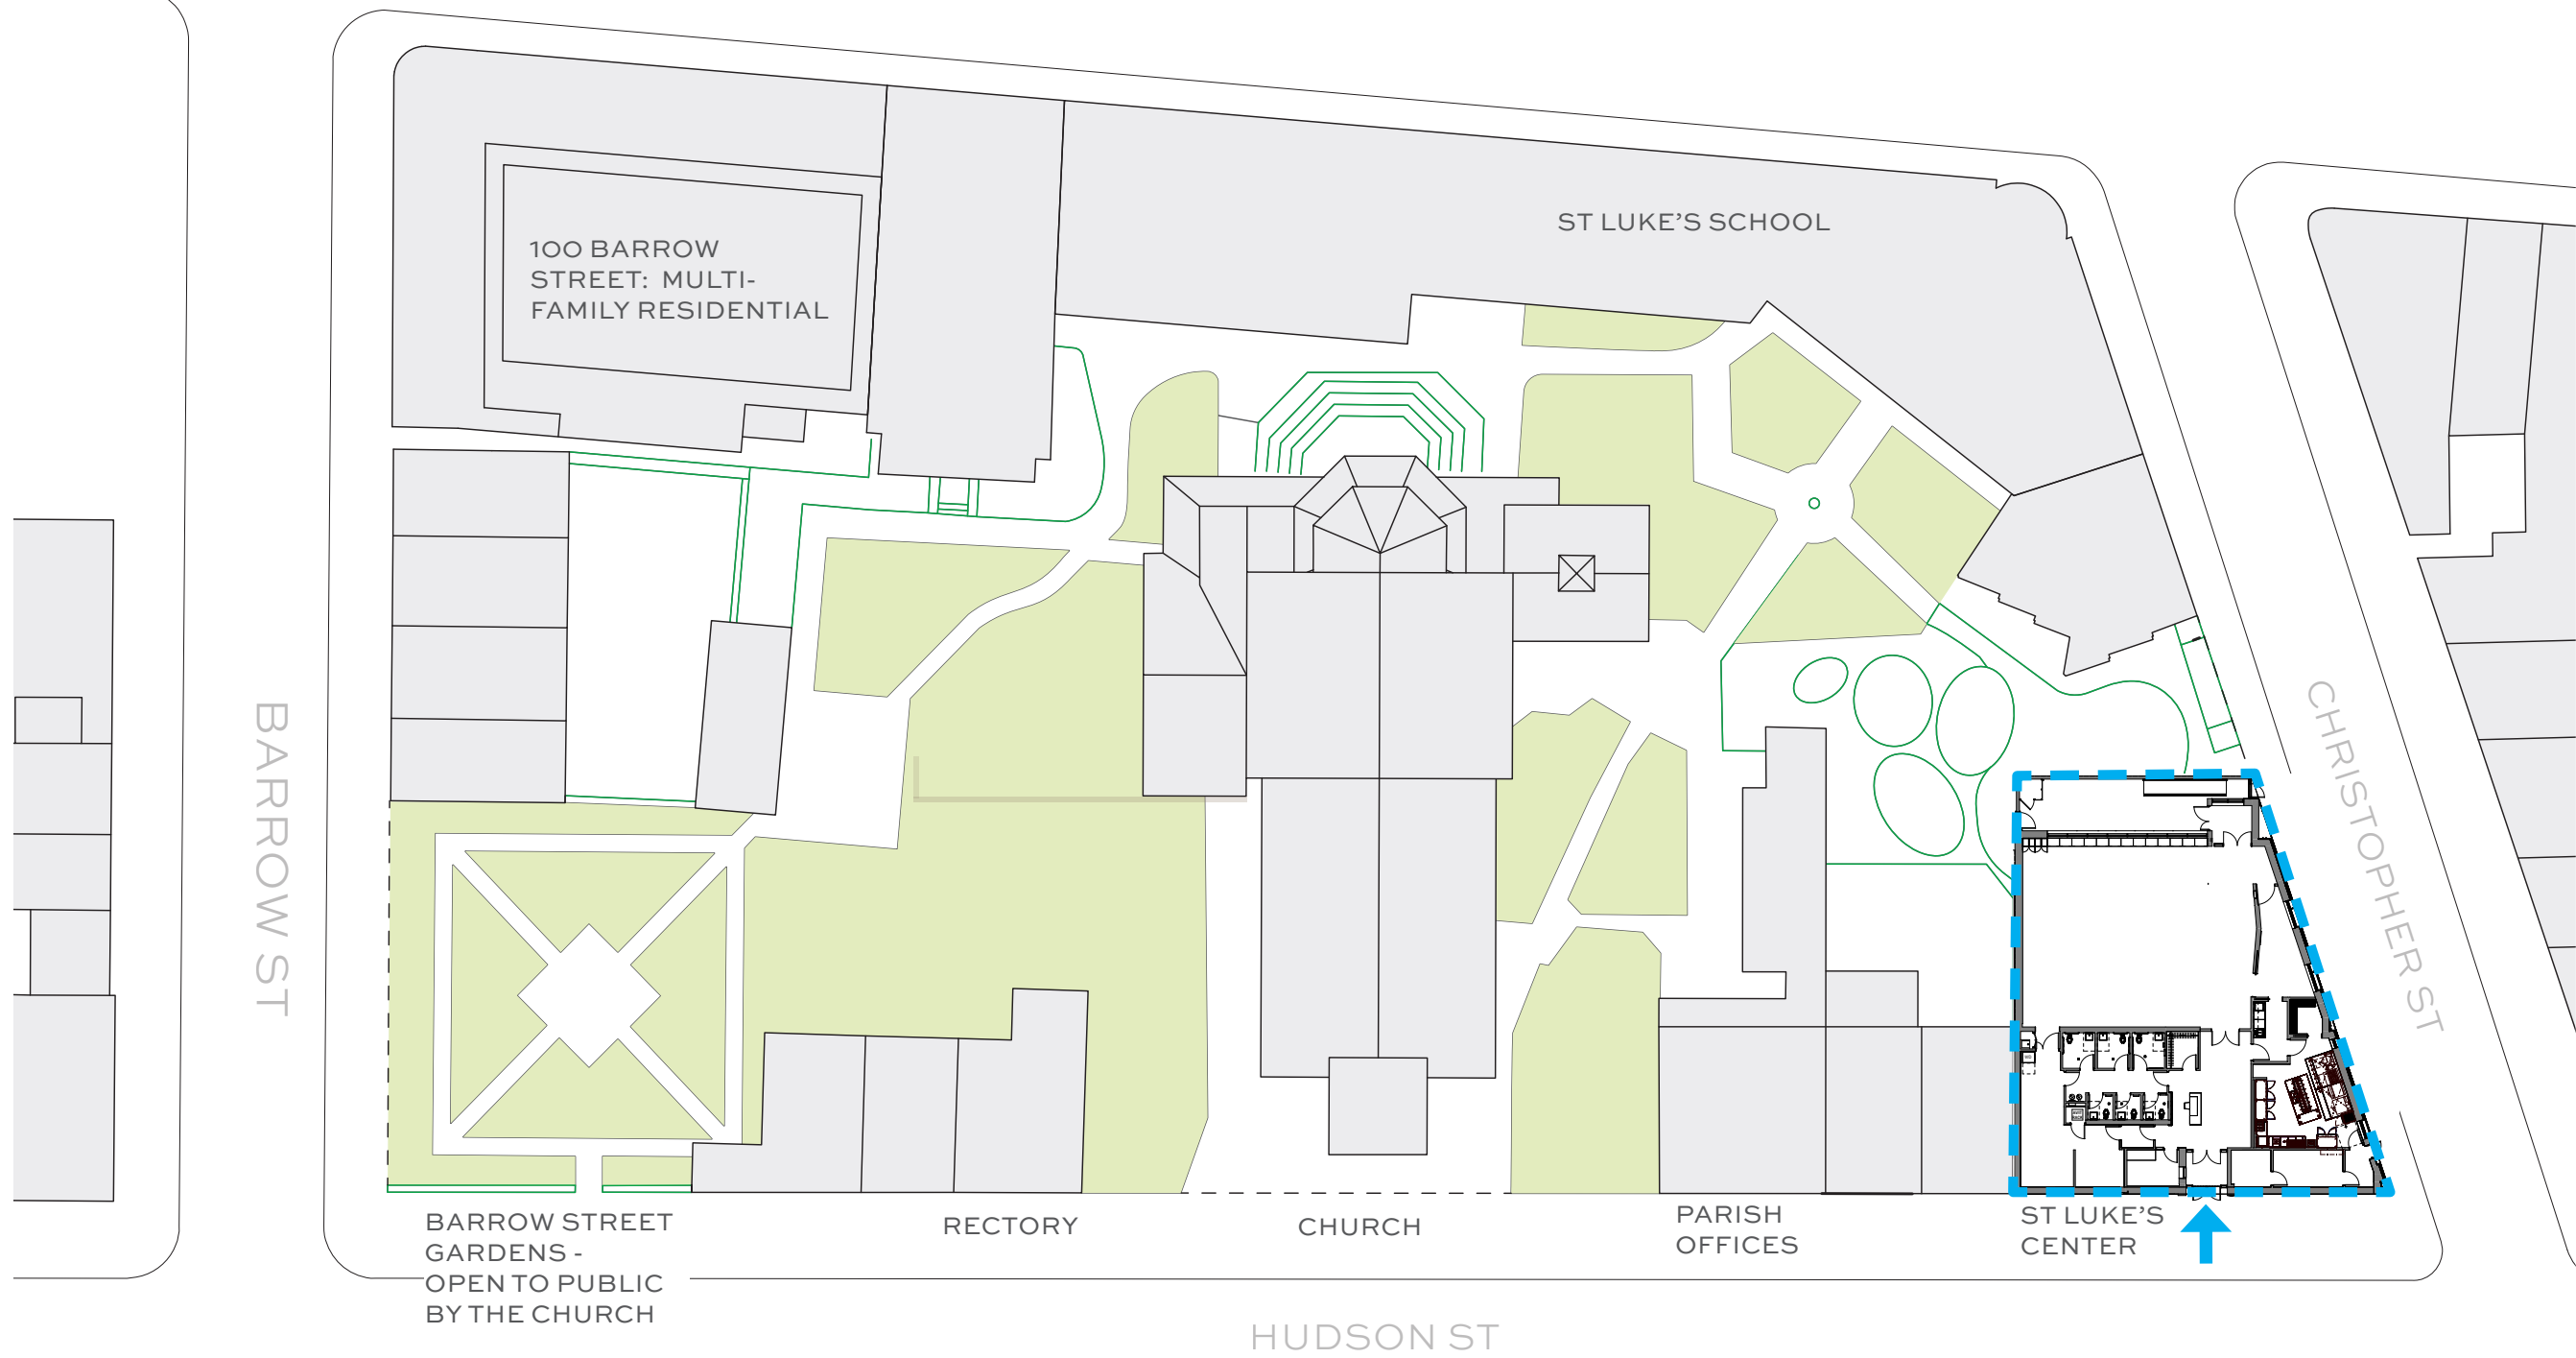 ST LUKE'S SCHOOL
100 BARROW
STREET: MULTI-
FAMILY RESIDENTIAL
BARROW ST
CHRISTOPHER ST
BARROW STREET
GARDENS -
OPEN TO PUBLIC
BY THE CHURCH
RECTORY
CHURCH
PARISH
OFFICES
ST LUKE'S
CENTER
HUDSON ST